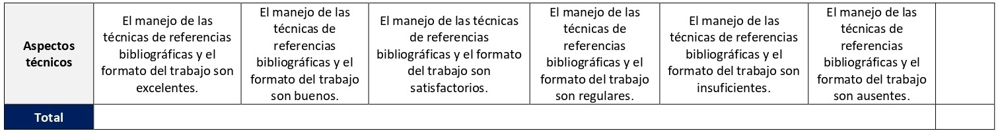 Aspectos
técnicos
El manejo de las
técnicas de referencias
bibliográficas y el
formato del trabajo son
excelentes.
El manejo de las
técnicas de
referencias
bibliográficas y el
formato del trabajo
son buenos.
El manejo de las técnicas
de referencias
bibliográficas y el formato
del trabajo son
satisfactorios.
El manejo de las
técnicas de
referencias
bibliográficas y el
formato del trabajo
son regulares.
El manejo de las
técnicas de referencias
bibliográficas y el
formato del trabajo son
insuficientes.
El manejo de las
técnicas de
referencias
bibliográficas y el
formato del trabajo
son ausentes.
Total